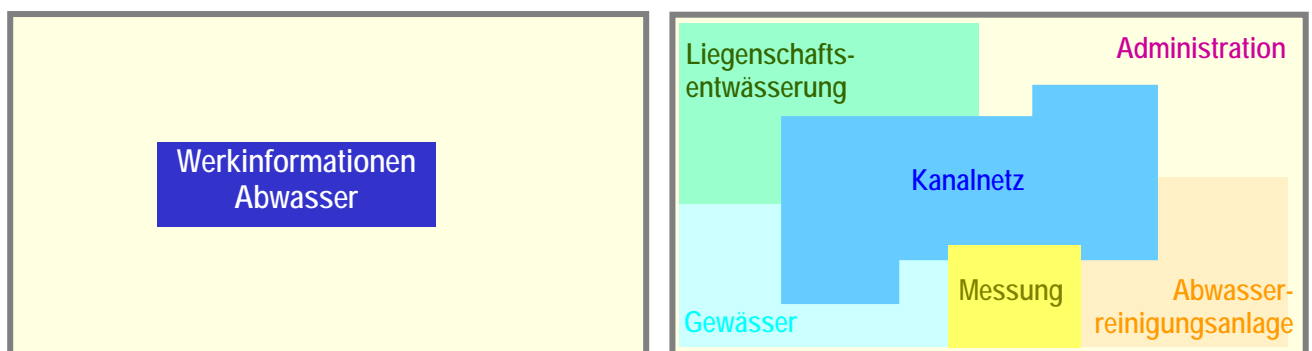 Werkinformationen
Abwasser
Liegenschafts-
entwässerung
Administration
Kanalnetz
Messung
Gewässer
Abwasser-
reinigungsanlage